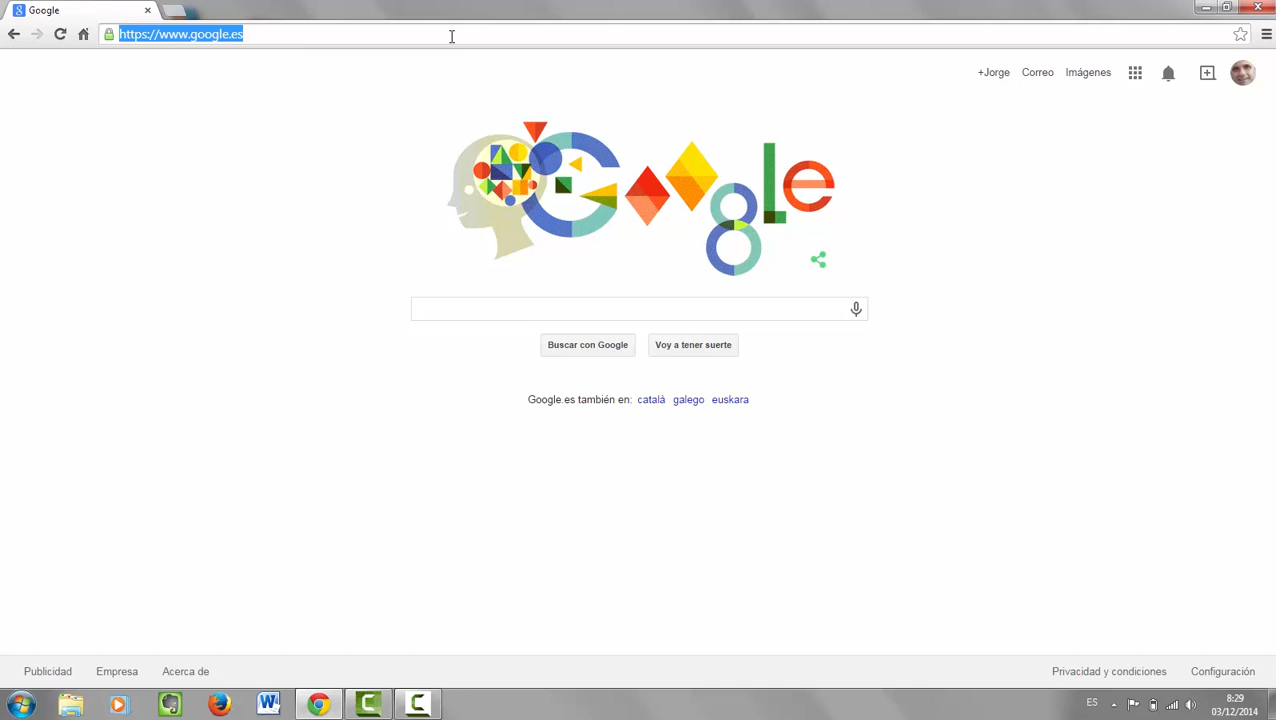 Google
https://www.google.es
+Jorge Correo Imágenes
Google
Buscar con Google Voy a tener suerte
Google.es también en: català galego euskara
Publicidad Empresa Acerca de Privacidad y condiciones Configuración
ES 8:29
03/12/2014